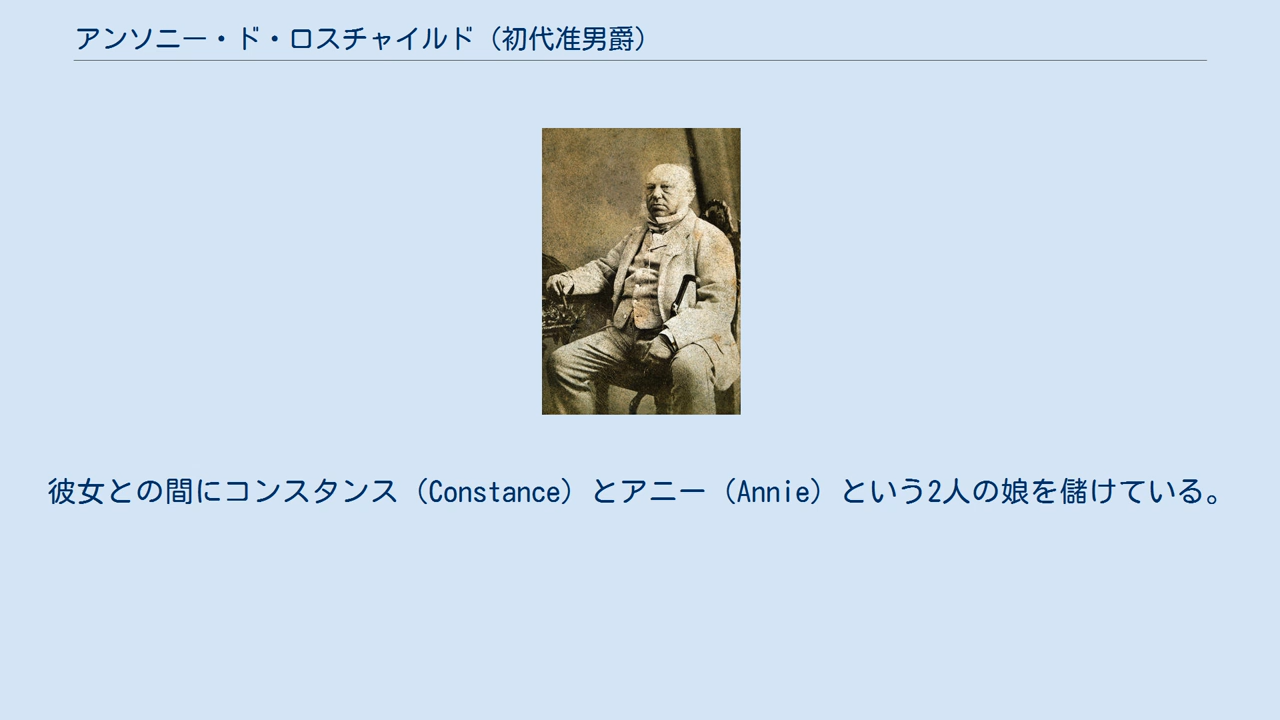 アンソニー・ド・ロスチャイルド（初代准男爵）
彼女との間にコンスタンス（Constance）とアニー（Annie）という2人の娘を儲けている。